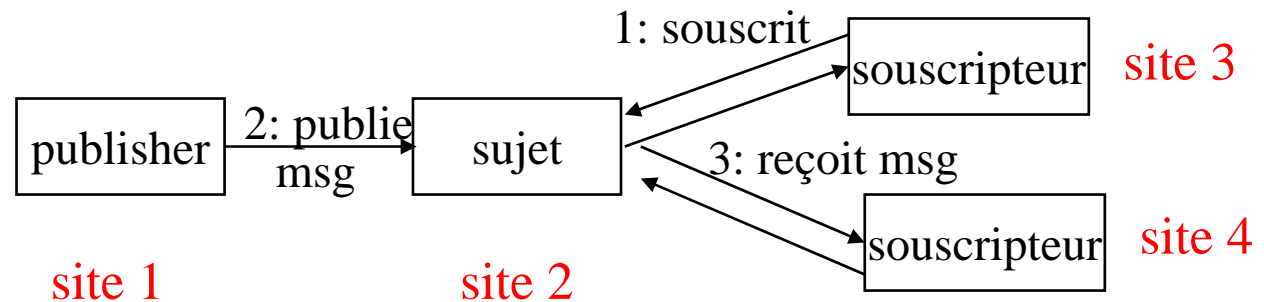 1: souscrit
souscripteur
site 3
publisher
2: publie
msg
sujet
3: reçoit msg
souscripteur
site 4
site 1
site 2